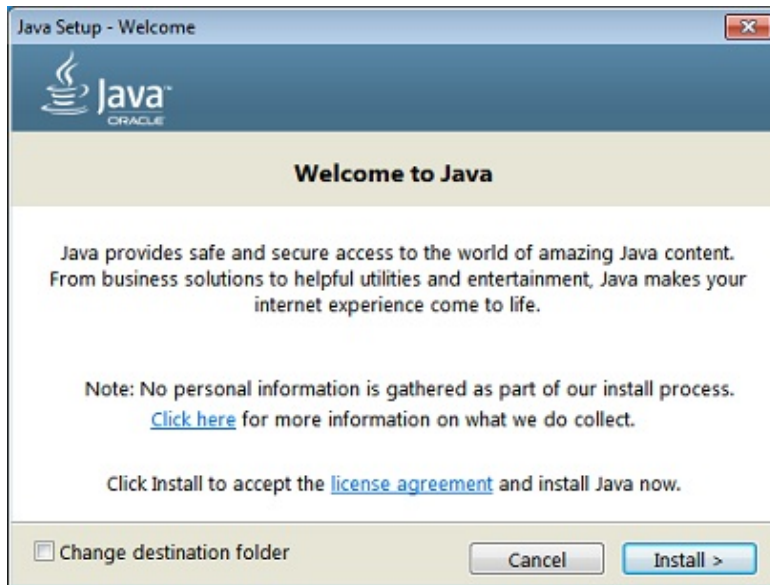 Java Setup - Welcome
Java™
ORACLE
Welcome to Java
Java provides safe and secure access to the world of amazing Java content.
From business solutions to helpful utilities and entertainment, Java makes your
internet experience come to life.
Note: No personal information is gathered as part of our install process.
Click here for more information on what we do collect.
Click Install to accept the license agreement and install Java now.
Change destination folder
Cancel
Install >